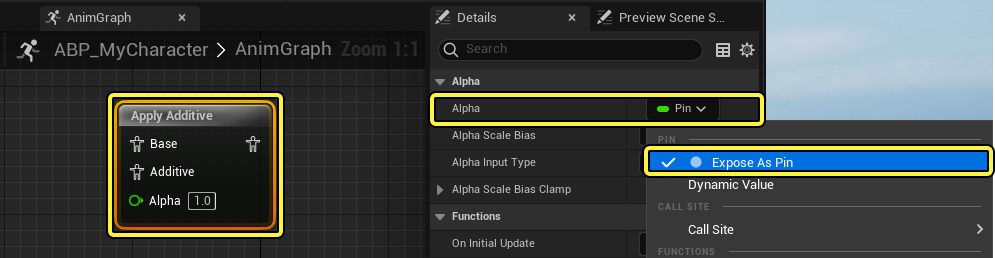 AnimGraph
ABP_MyCharacter > AnimGraph Zoom 1:1
Apply Additive
Base
Additive
Alpha 1.0
Details
Preview Scene S...
Search
Alpha
Alpha Pin
Alpha Scale Bias
Alpha Input Type
Alpha Scale Bias Clamp
Functions
On Initial Update
PIN
Expose As Pin
Dynamic Value
CALL SITE
Call Site
FUNCTIONS